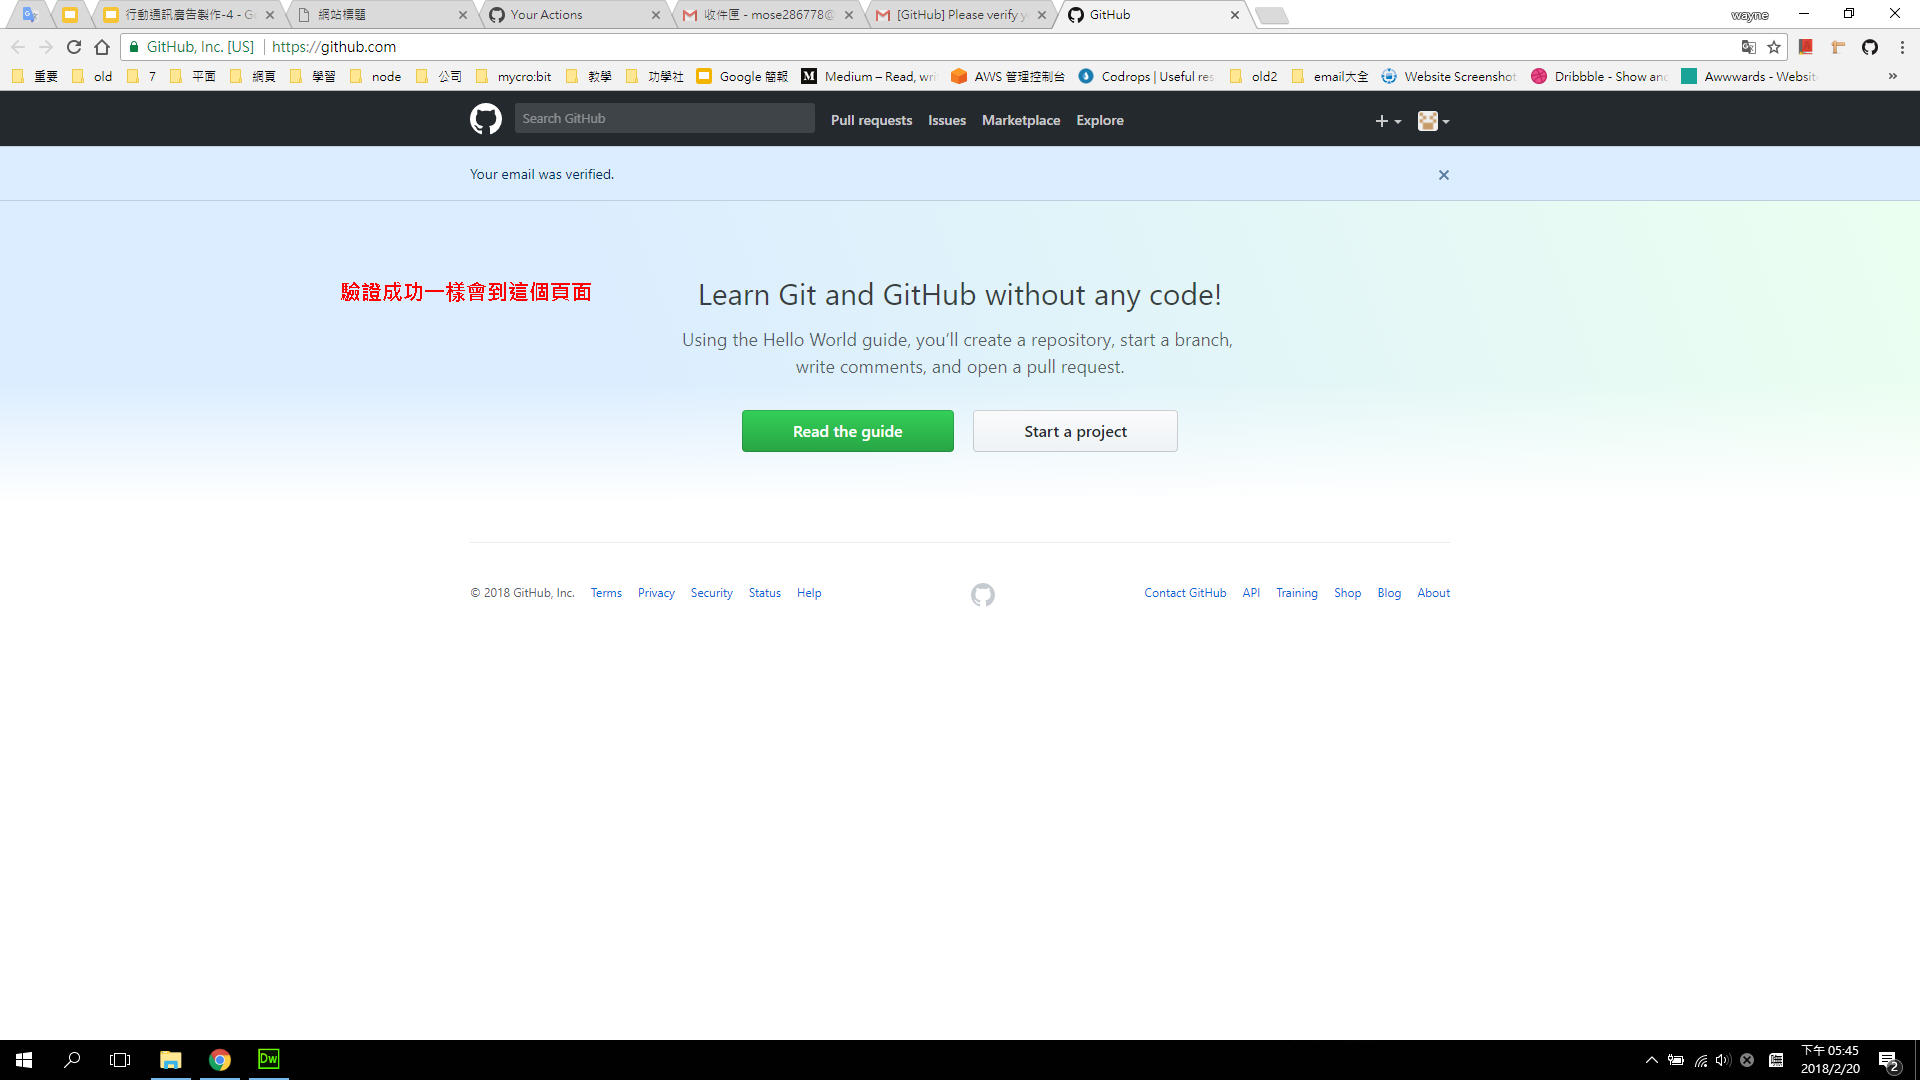 行動通訊廣告製作-4 - G
網站標題
Your Actions
收件匣 - mose286778@
[GitHub] Please verify y
GitHub
wayne
GitHub, Inc. [US]
https://github.com
重要
old
7
平面
網頁
學習
node
公司
mycro:bit
教學
功學社
Google 簡報
Medium – Read, wri
AWS 管理控制台
Codrops | Useful res
old2
email大全
Website Screenshot
Dribbble - Show and
Awwwards - Websit
»
Search GitHub
Pull requests
Issues
Marketplace
Explore
Your email was verified.
驗證成功一樣會到這個頁面
Learn Git and GitHub without any code!
Using the Hello World guide, you’ll create a repository, start a branch,
write comments, and open a pull request.
Read the guide
Start a project
© 2018 GitHub, Inc.
Terms
Privacy
Security
Status
Help
Contact GitHub
API
Training
Shop
Blog
About
Dw
下午 05:45
2018/2/20
2